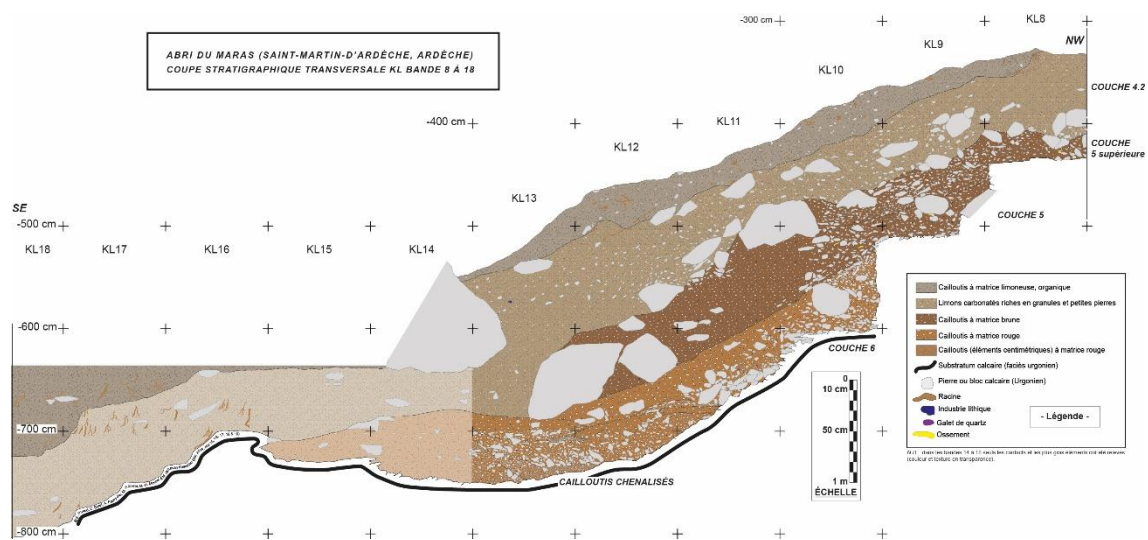 ABRI DU MARAS (SAINT-MARTIN-D'ARDÈCHE, ARDÈCHE)
COUPE STRATIGRAPHIQUE TRANSVERSALE KL BANDE 8 À 18
-300 cm
KL8
NW
KL9
KL10
COUCHE 4.2
-400 cm
KL11
KL12
COUCHE
5 supérieure
KL13
SE
-500 cm
COUCHE 5
KL18
KL17
KL16
KL15
KL14
-600 cm
COUCHE 6
-700 cm
CAILLOUTIS CHENALISÉS
-800 cm
0
10 cm
50 cm
1 m
ÉCHELLE
Cailloutis à matrice limoneuse, organique
Limons carbonatés riches en granules et petites pierres
Cailloutis à matrice brune
Cailloutis à matrice rouge
Cailloutis (éléments centimétriques) à matrice rouge
Substratum calcaire (faciès urgonien)
Pierre ou bloc calcaire (Urgonien)
Racine
Industrie lithique
Galet de quartz
Ossement
- Légende -
(couleur et texture en transparence).